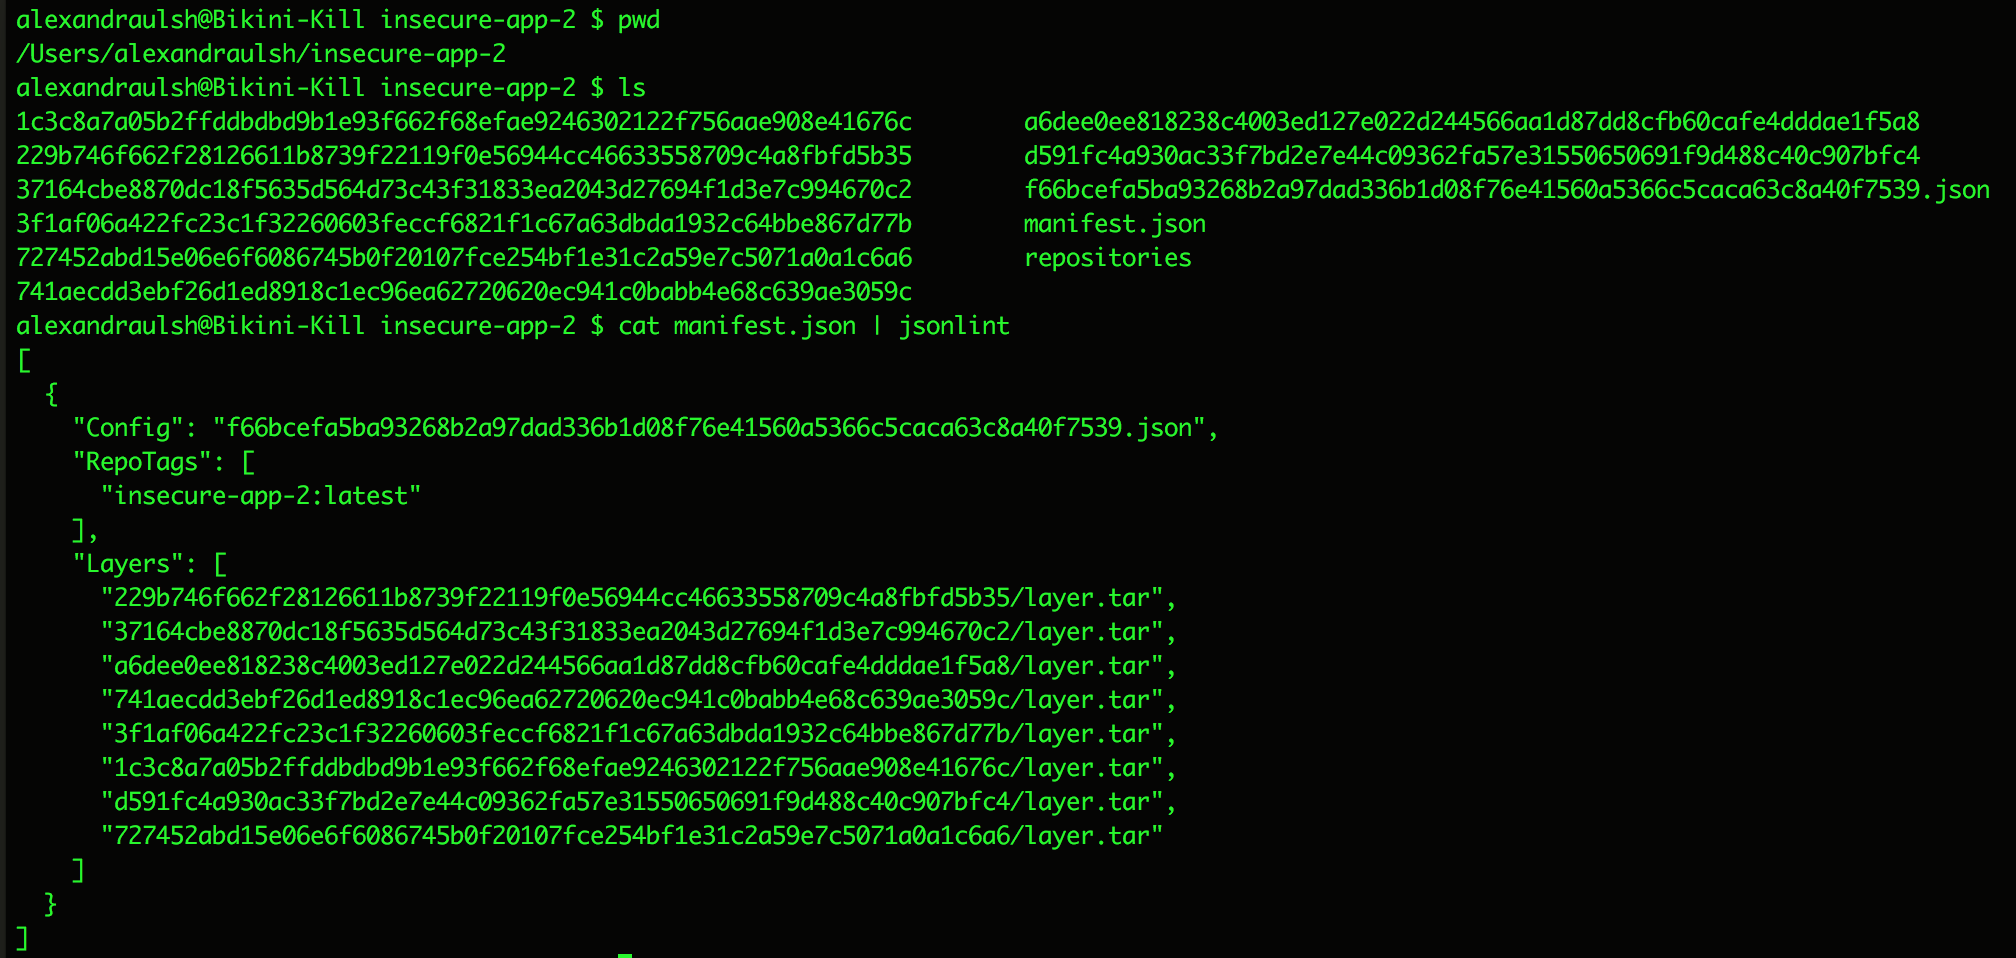 alexandraulsh@Bikini-Kill insecure-app-2 $ pwd
/Users/alexandraulsh/insecure-app-2
alexandraulsh@Bikini-Kill insecure-app-2 $ ls
1c3c8a7a05b2ffddbdbd9b1e93f662f68efae9246302122f756aae908e41676c        a6dee0ee818238c4003ed127e022d244566aa1d87dd8cfb60cafe4dddae1f5a8
229b746f662f28126611b8739f22119f0e56944cc46633558709c4a8fbfd5b35        d591fc4a930ac33f7bd2e7e44c09362fa57e31550650691f9d488c40c907bfc4
37164cbe8870dc18f5635d564d73c43f31833ea2043d27694f1d3e7c994670c2        f66bcefa5ba93268b2a97dad336b1d08f76e41560a5366c5caca63c8a40f7539.json
3f1af06a422fc23c1f32260603feccf6821f1c67a63dbda1932c64bbe867d77b        manifest.json
727452abd15e06e6f6086745b0f20107fce254bf1e31c2a59e7c5071a0a1c6a6        repositories
741aecdd3ebf26d1ed8918c1ec96ea62720620ec941c0babb4e68c639ae3059c
alexandraulsh@Bikini-Kill insecure-app-2 $ cat manifest.json | jsonlint
[
  {
    "Config": "f66bcefa5ba93268b2a97dad336b1d08f76e41560a5366c5caca63c8a40f7539.json",
    "RepoTags": [
      "insecure-app-2:latest"
    ],
    "Layers": [
      "229b746f662f28126611b8739f22119f0e56944cc46633558709c4a8fbfd5b35/layer.tar",
      "37164cbe8870dc18f5635d564d73c43f31833ea2043d27694f1d3e7c994670c2/layer.tar",
      "a6dee0ee818238c4003ed127e022d244566aa1d87dd8cfb60cafe4dddae1f5a8/layer.tar",
      "741aecdd3ebf26d1ed8918c1ec96ea62720620ec941c0babb4e68c639ae3059c/layer.tar",
      "3f1af06a422fc23c1f32260603feccf6821f1c67a63dbda1932c64bbe867d77b/layer.tar",
      "1c3c8a7a05b2ffddbdbd9b1e93f662f68efae9246302122f756aae908e41676c/layer.tar",
      "d591fc4a930ac33f7bd2e7e44c09362fa57e31550650691f9d488c40c907bfc4/layer.tar",
      "727452abd15e06e6f6086745b0f20107fce254bf1e31c2a59e7c5071a0a1c6a6/layer.tar"
    ]
  }
]